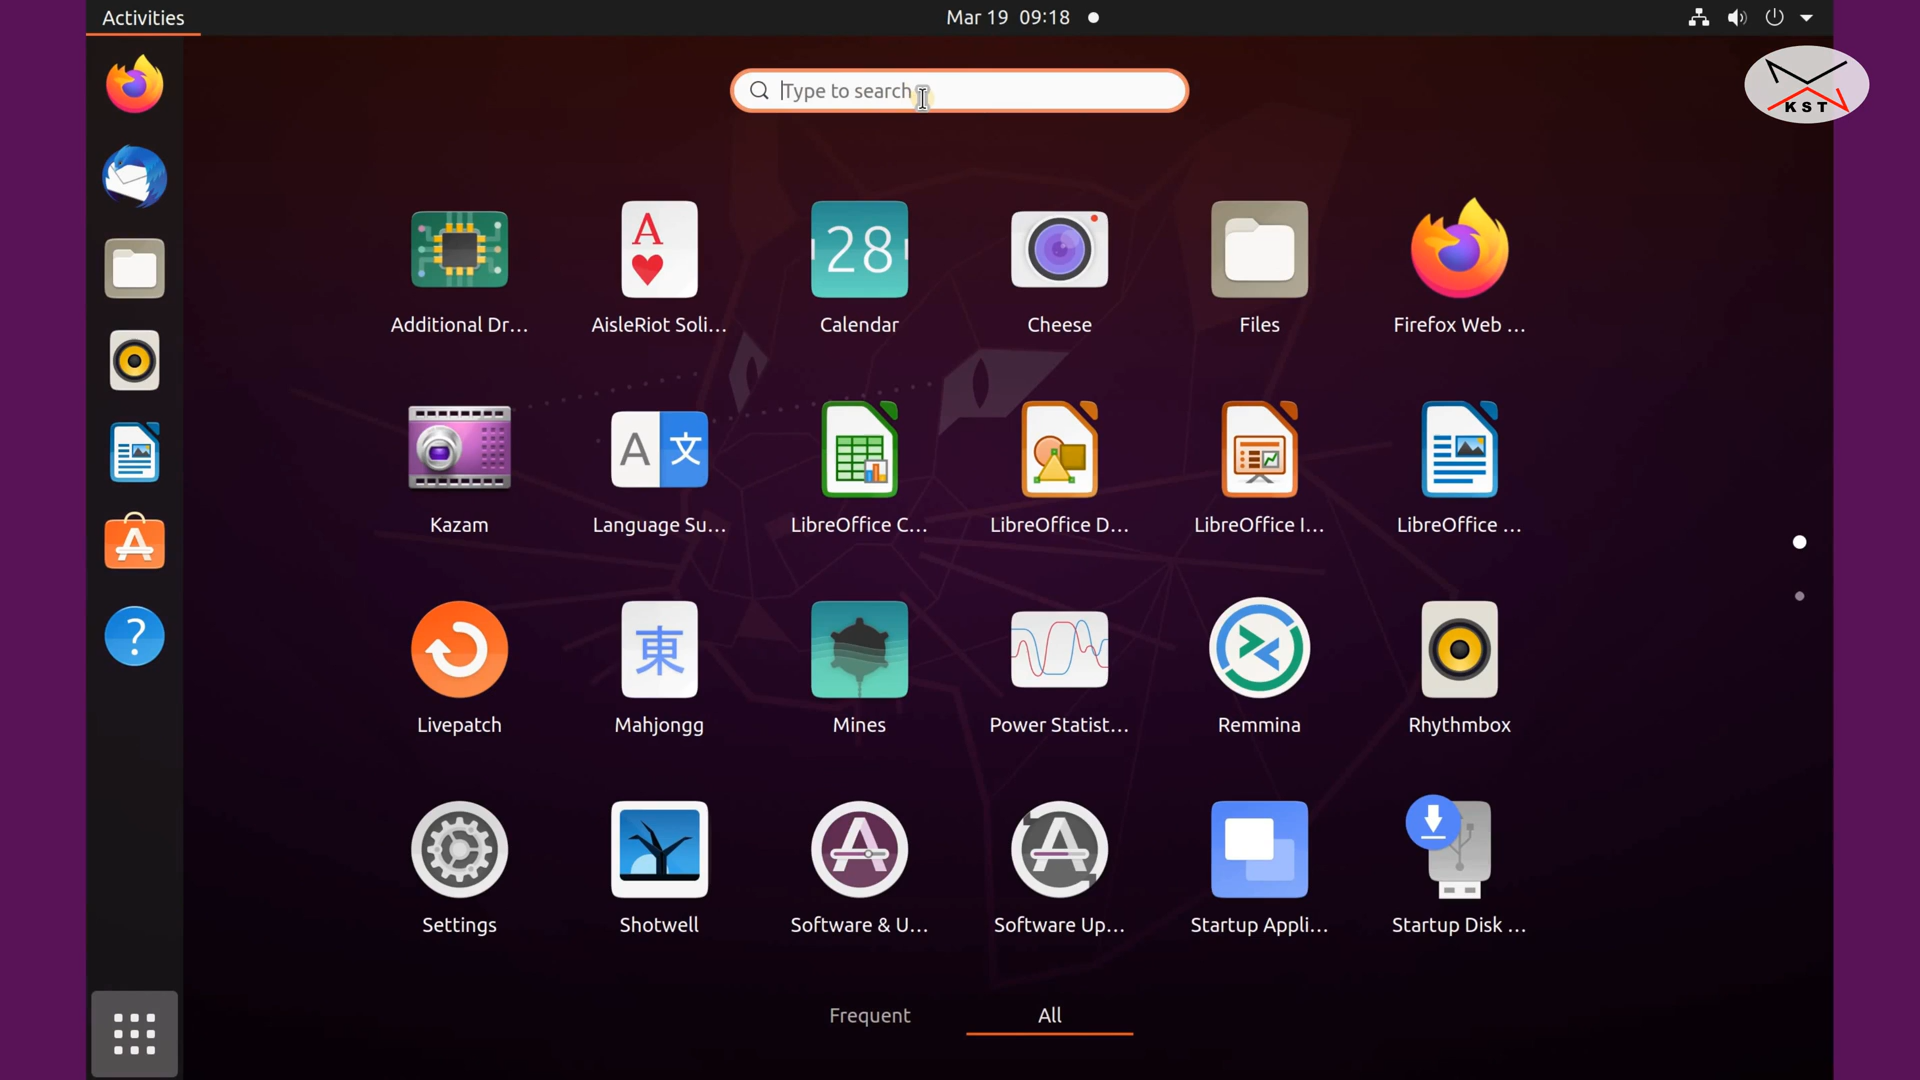 Activities
Mar 19 09:18
Type to search
KST
A
28
Additional Dr...
AisleRiot Soli...
Calendar
Cheese
Files
Firefox Web ...
A 文
Kazam
Language Su...
LibreOffice C...
LibreOffice D...
LibreOffice I...
LibreOffice ...
?
東
Livepatch
Mahjongg
Mines
Power Statist...
Remmina
Rhythmbox
Settings
Shotwell
Software & U...
Software Up...
Startup Appli...
Startup Disk ...
Frequent
All